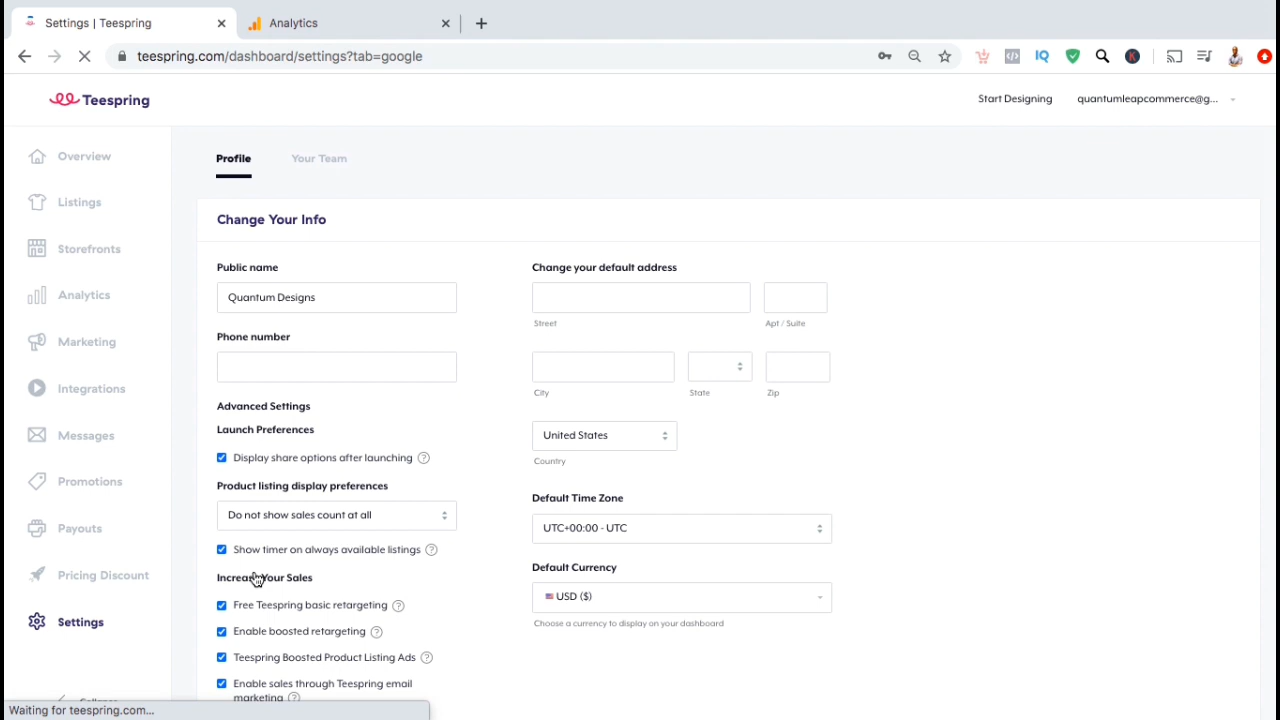 Settings | Teespring
Analytics
teespring.com/dashboard/settings?tab=google
Teespring
Start Designing
quantumleapcommerce@g...
Overview
Listings
Storefronts
Analytics
Marketing
Integrations
Messages
Promotions
Payouts
Pricing Discount
Settings
Profile
Your Team
Change Your Info
Public name
Quantum Designs
Phone number
Advanced Settings
Launch Preferences
Display share options after launching ?
Product listing display preferences
Do not show sales count at all
Show timer on always available listings ?
Increase Your Sales
Free Teespring basic retargeting ?
Enable boosted retargeting ?
Teespring Boosted Product Listing Ads ?
Enable sales through Teespring email
marketing ?
Change your default address
Street
Apt / Suite
City
State
Zip
United States
Country
Default Time Zone
UTC+00:00 - UTC
Default Currency
USD ($)
Choose a currency to display on your dashboard
Waiting for teespring.com...